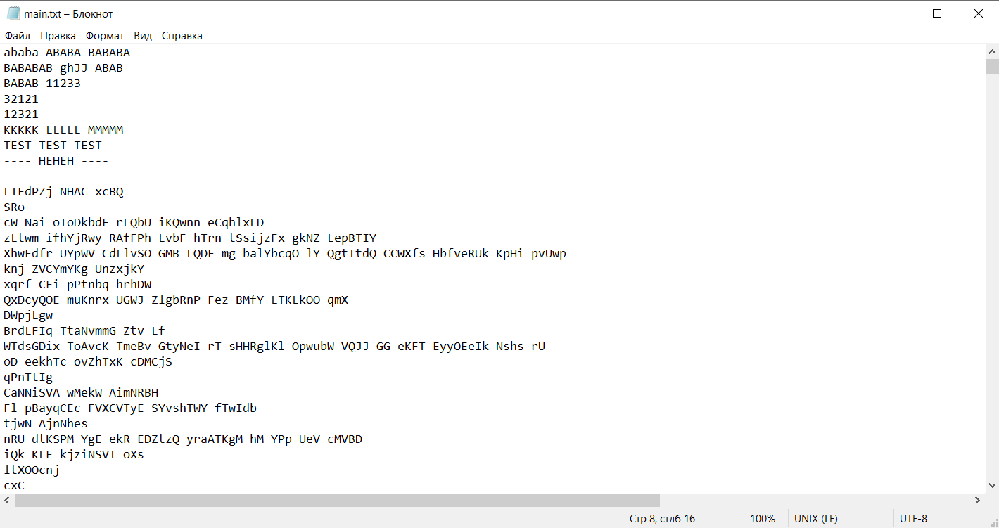 main.txt – Блокнот
Файл Правка Формат Вид Справка
ababa ABABA BABABA
BABABAB ghJJ ABAB
BABAB 11233
32121
12321
KKKKK LLLLL MMMMM
TEST TEST TEST
---- HEHEH ----
LTEdPZj NHAC xcBQ
SRo
cW Nai oToDkbdE rLQbU iKQwnn eCqhlxLD
zLtwm ifhYjRwy RAfFPh LvbF hTrn tSsijzFx gkNZ LepBTIY
XhwEdfr UYpWV CdLlvSO GMB LQDE mg balYbcqO lY QgtTtdQ CCWXfs HbfveRUk KpHi pvUwp
knj ZVCYmYKg UnzxjkY
xqrf CFi pPtnbq hrhDW
QxDcyQOE muKnrx UGWJ ZlgbRnP Fez BMfY LTKLkOO qmX
DWpjLgw
BrdLFIq TtaNvmmG Ztv Lf
WTdsGDix ToAvcK TmeBv GtyNeI rT sHHRglKl OpwubW VQJJ GG eKFT EyyOEeIk Nshs rU
oD eekhTc ovZhTxK cDMCjS
qPnTtIg
CaNNiSVA wMekW AimNRBH
Fl pBayqCEc FVXCVTyE SYvshTWY fTwIdb
tjwN AjnNhes
nRU dtKSPM YgE ekR EDZtzQ yraATKgM hM YPp UeV cMVBD
iQk KLE kjziNSVI oXs
ltXOOcnj
cxC
Стр 8, стлб 16 100% UNIX (LF) UTF-8